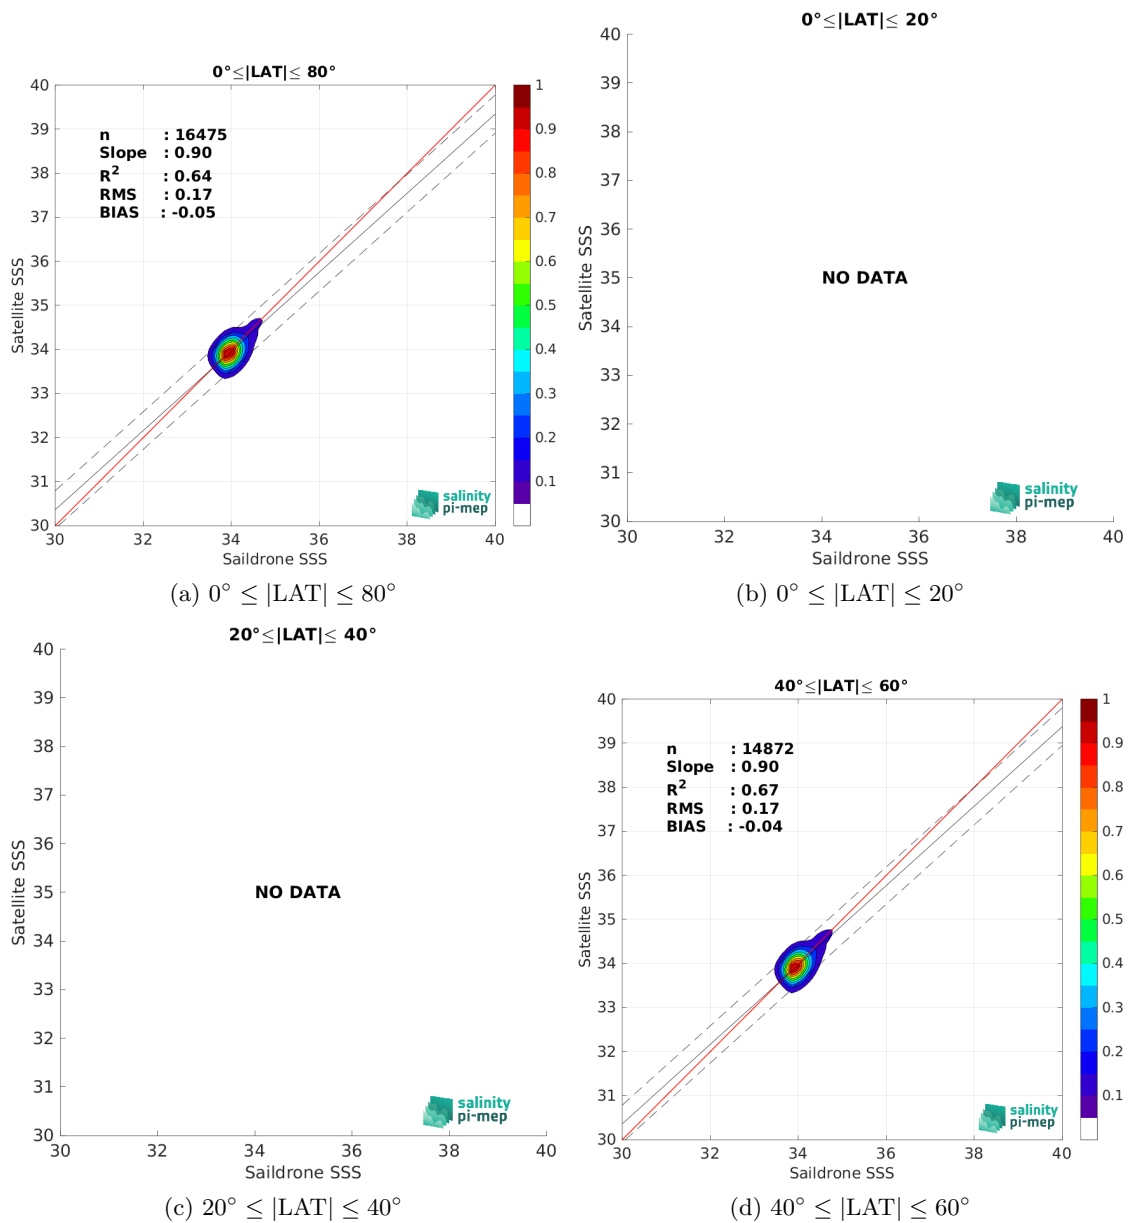 0°≤|LAT|≤ 80°
40
39
38
37
36
35
34
33
32
31
30
Satellite SSS
n : 16475
Slope : 0.90
R² : 0.64
RMS : 0.17
BIAS : -0.05
1
0.9
0.8
0.7
0.6
0.5
0.4
0.3
0.2
0.1
salinity
pi-mep
30 32 34 36 38 40
Saildrone SSS
(a) 0° ≤ |LAT| ≤ 80°
0°≤|LAT|≤ 20°
40
39
38
37
36
35
34
33
32
31
30
Satellite SSS
NO DATA
salinity
pi-mep
30 32 34 36 38 40
Saildrone SSS
(b) 0° ≤ |LAT| ≤ 20°
20°≤|LAT|≤ 40°
40
39
38
37
36
35
34
33
32
31
30
Satellite SSS
NO DATA
salinity
pi-mep
30 32 34 36 38 40
Saildrone SSS
(c) 20° ≤ |LAT| ≤ 40°
40°≤|LAT|≤ 60°
40
39
38
37
36
35
34
33
32
31
30
Satellite SSS
n : 14872
Slope : 0.90
R² : 0.67
RMS : 0.17
BIAS : -0.04
1
0.9
0.8
0.7
0.6
0.5
0.4
0.3
0.2
0.1
salinity
pi-mep
30 32 34 36 38 40
Saildrone SSS
(d) 40° ≤ |LAT| ≤ 60°